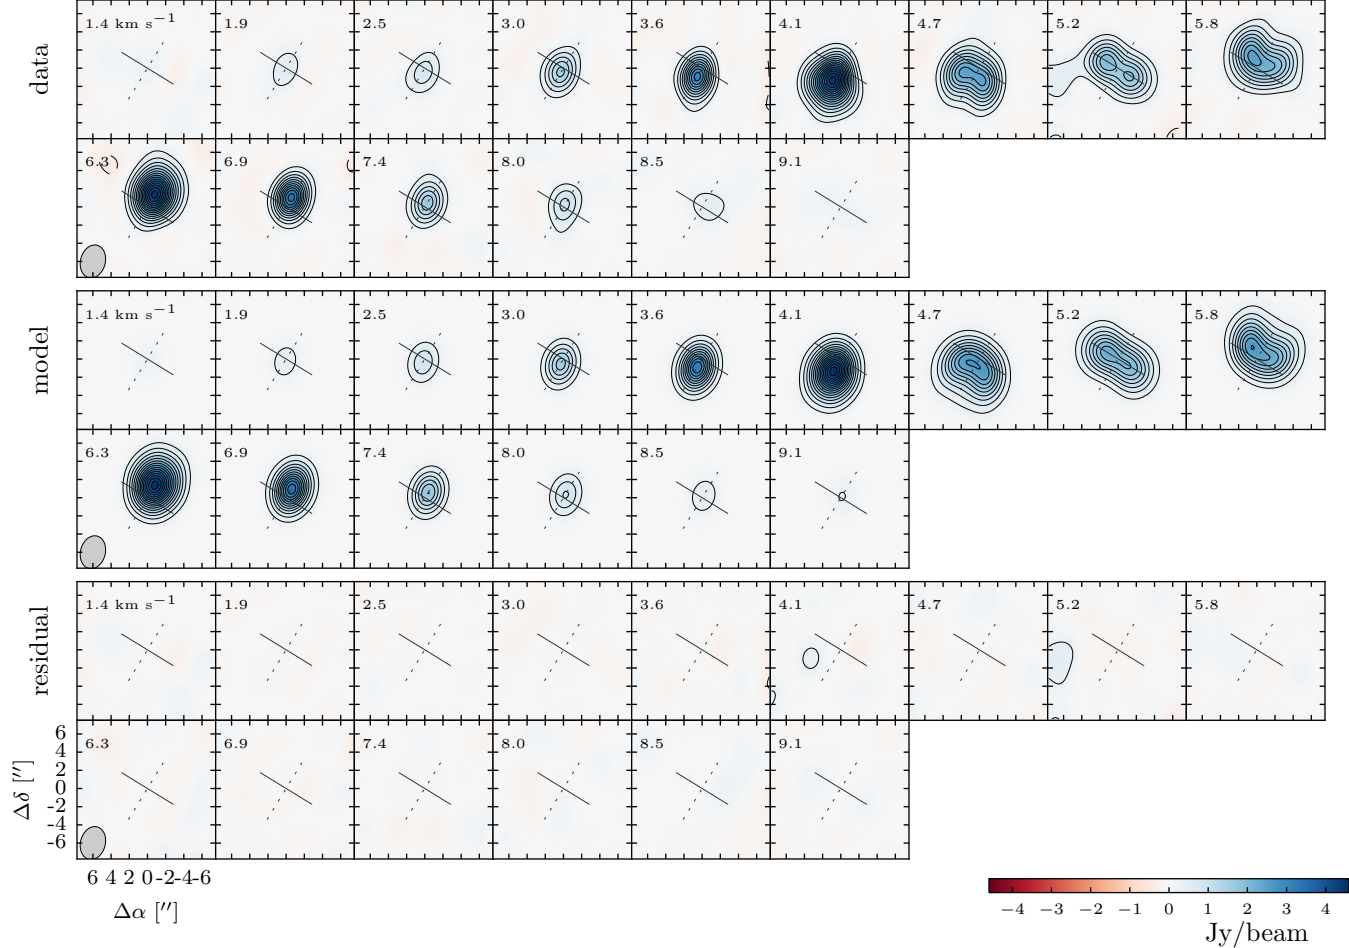 data
1.4 km s−1 1.9 2.5 3.0 3.6 4.1 4.7 5.2 5.8
6.3 6.9 7.4 8.0 8.5 9.1
model
1.4 km s−1 1.9 2.5 3.0 3.6 4.1 4.7 5.2 5.8
6.3 6.9 7.4 8.0 8.5 9.1
residual
1.4 km s−1 1.9 2.5 3.0 3.6 4.1 4.7 5.2 5.8
6.3 6.9 7.4 8.0 8.5 9.1
Δδ [″]
6
4
2
0
-2
-4
-6
6 4 2 0 -2 -4 -6
Δα [″]
−4 −3 −2 −1 0 1 2 3 4
Jy/beam